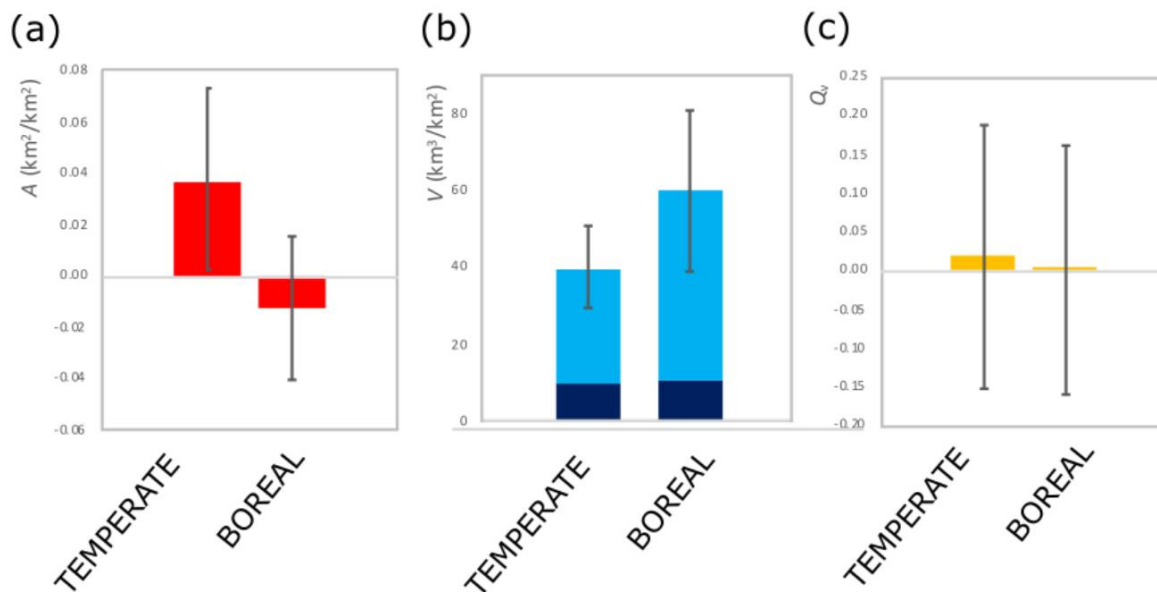 (a)
0.08
0.06
0.04
0.02
0.00
-0.02
-0.04
-0.06
A (km²/km²)
TEMPERATE
BOREAL
(b)
80
60
40
20
0
V (km³/km²)
TEMPERATE
BOREAL
(c)
0.25
0.20
0.15
0.10
0.05
0.00
-0.05
-0.10
-0.15
-0.20
Qᵥ
TEMPERATE
BOREAL